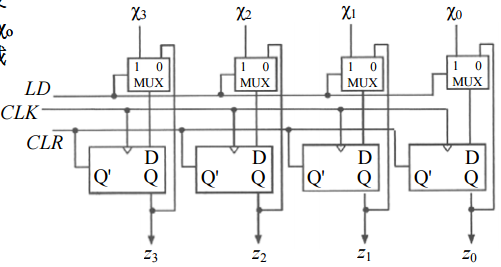 χ3 χ2 χ1 χ0
χo
1 0 1 0 1 0 1 0
MUX MUX MUX MUX
LD
CLK
CLR
D D D D
Q' Q Q' Q Q' Q Q' Q
z3 z2 z1 z0